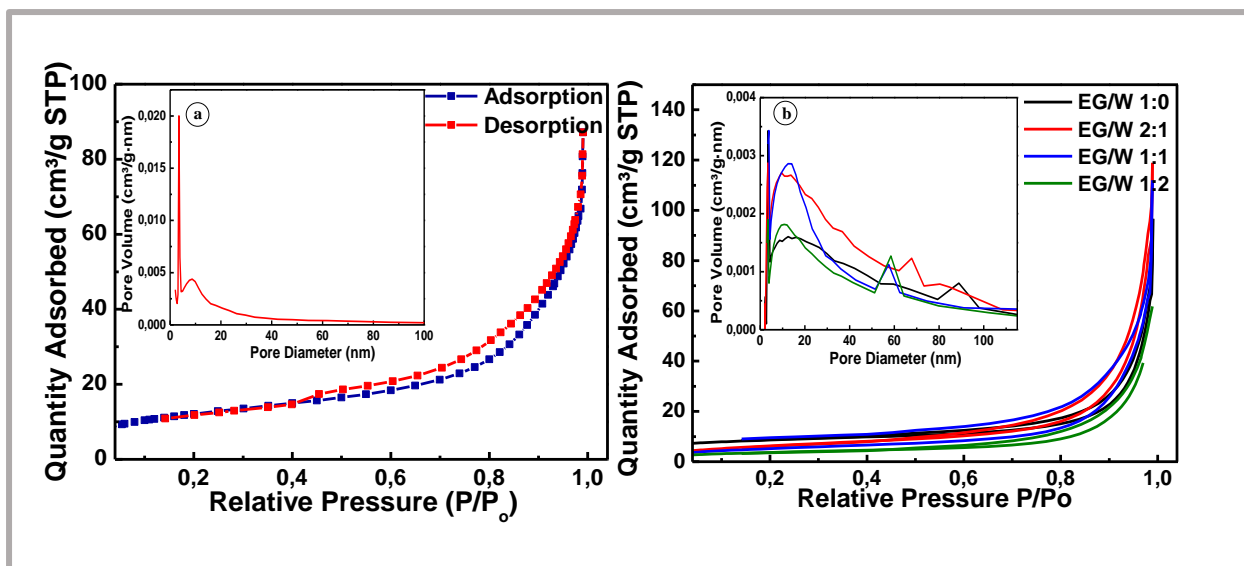 Quantity Adsorbed (cm³/g STP)
100
80
60
40
20
0
0,2
0,4
0,6
0,8
1,0
Relative Pressure (P/Pₒ)
Adsorption
Desorption
a
Pore Volume (cm³/g·nm)
0,020
0,015
0,010
0,005
0,000
0
20
40
60
80
100
Pore Diameter (nm)
Quantity Adsorbed (cm³/g STP)
140
120
100
80
60
40
20
0
0,2
0,4
0,6
0,8
1,0
Relative Pressure P/Po
EG/W 1:0
EG/W 2:1
EG/W 1:1
EG/W 1:2
b
Pore Volume (cm³/g·nm)
0,004
0,003
0,002
0,001
0,000
0
20
40
60
80
100
Pore Diameter (nm)